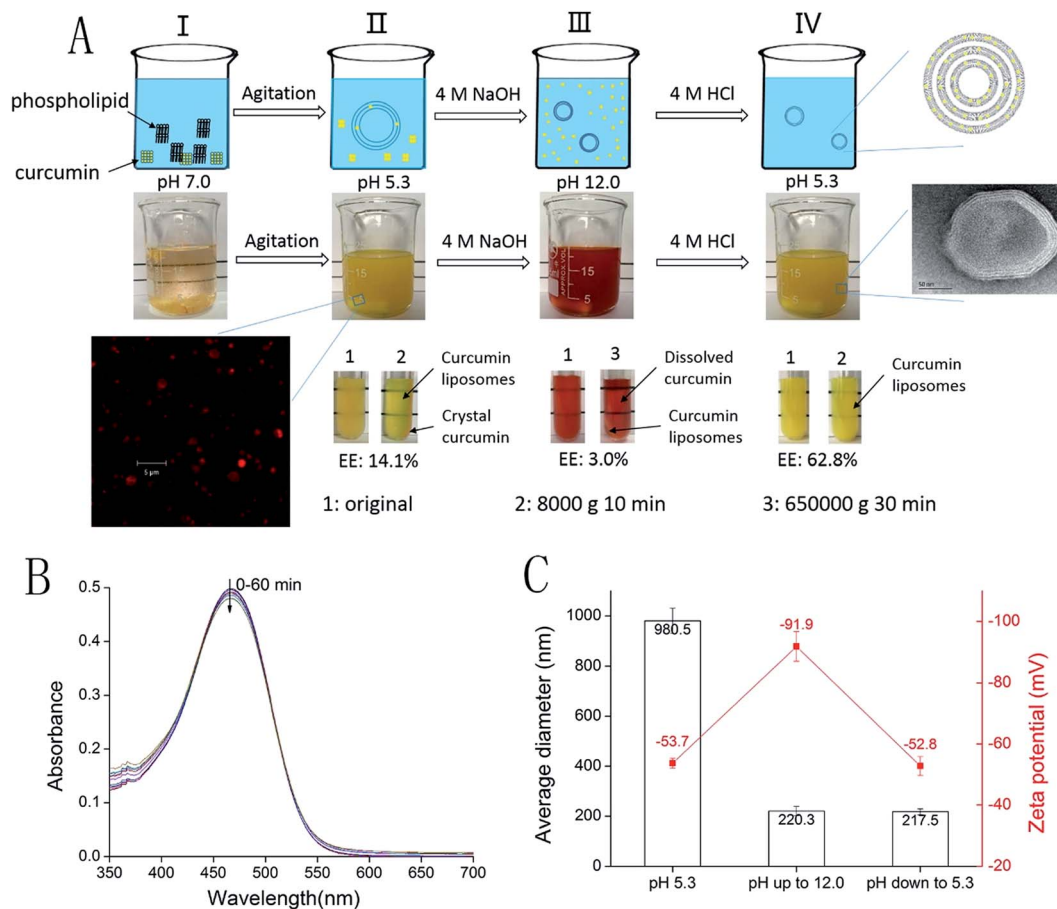 A
I
II
III
IV
phospholipid
curcumin
Agitation
4 M NaOH
4 M HCl
pH 7.0
pH 5.3
pH 12.0
pH 5.3
Agitation
4 M NaOH
4 M HCl
15
5
APPROX VOL
15
5
15
5
50 nm
5 μm
1 2
Curcumin liposomes
Crystal curcumin
EE: 14.1%
1 3
Dissolved curcumin
Curcumin liposomes
EE: 3.0%
1 2
Curcumin liposomes
EE: 62.8%
1: original
2: 8000 g 10 min
3: 650000 g 30 min
B
0-60 min
0.5
0.4
0.3
0.2
0.1
0.0
Absorbance
350 400 450 500 550 600 650 700
Wavelength(nm)
C
Average diameter (nm)
1000
800
600
400
200
0
980.5
220.3
217.5
-53.7
-91.9
-52.8
-100
-80
-60
-40
-20
Zeta potential (mV)
pH 5.3
pH up to 12.0
pH down to 5.3